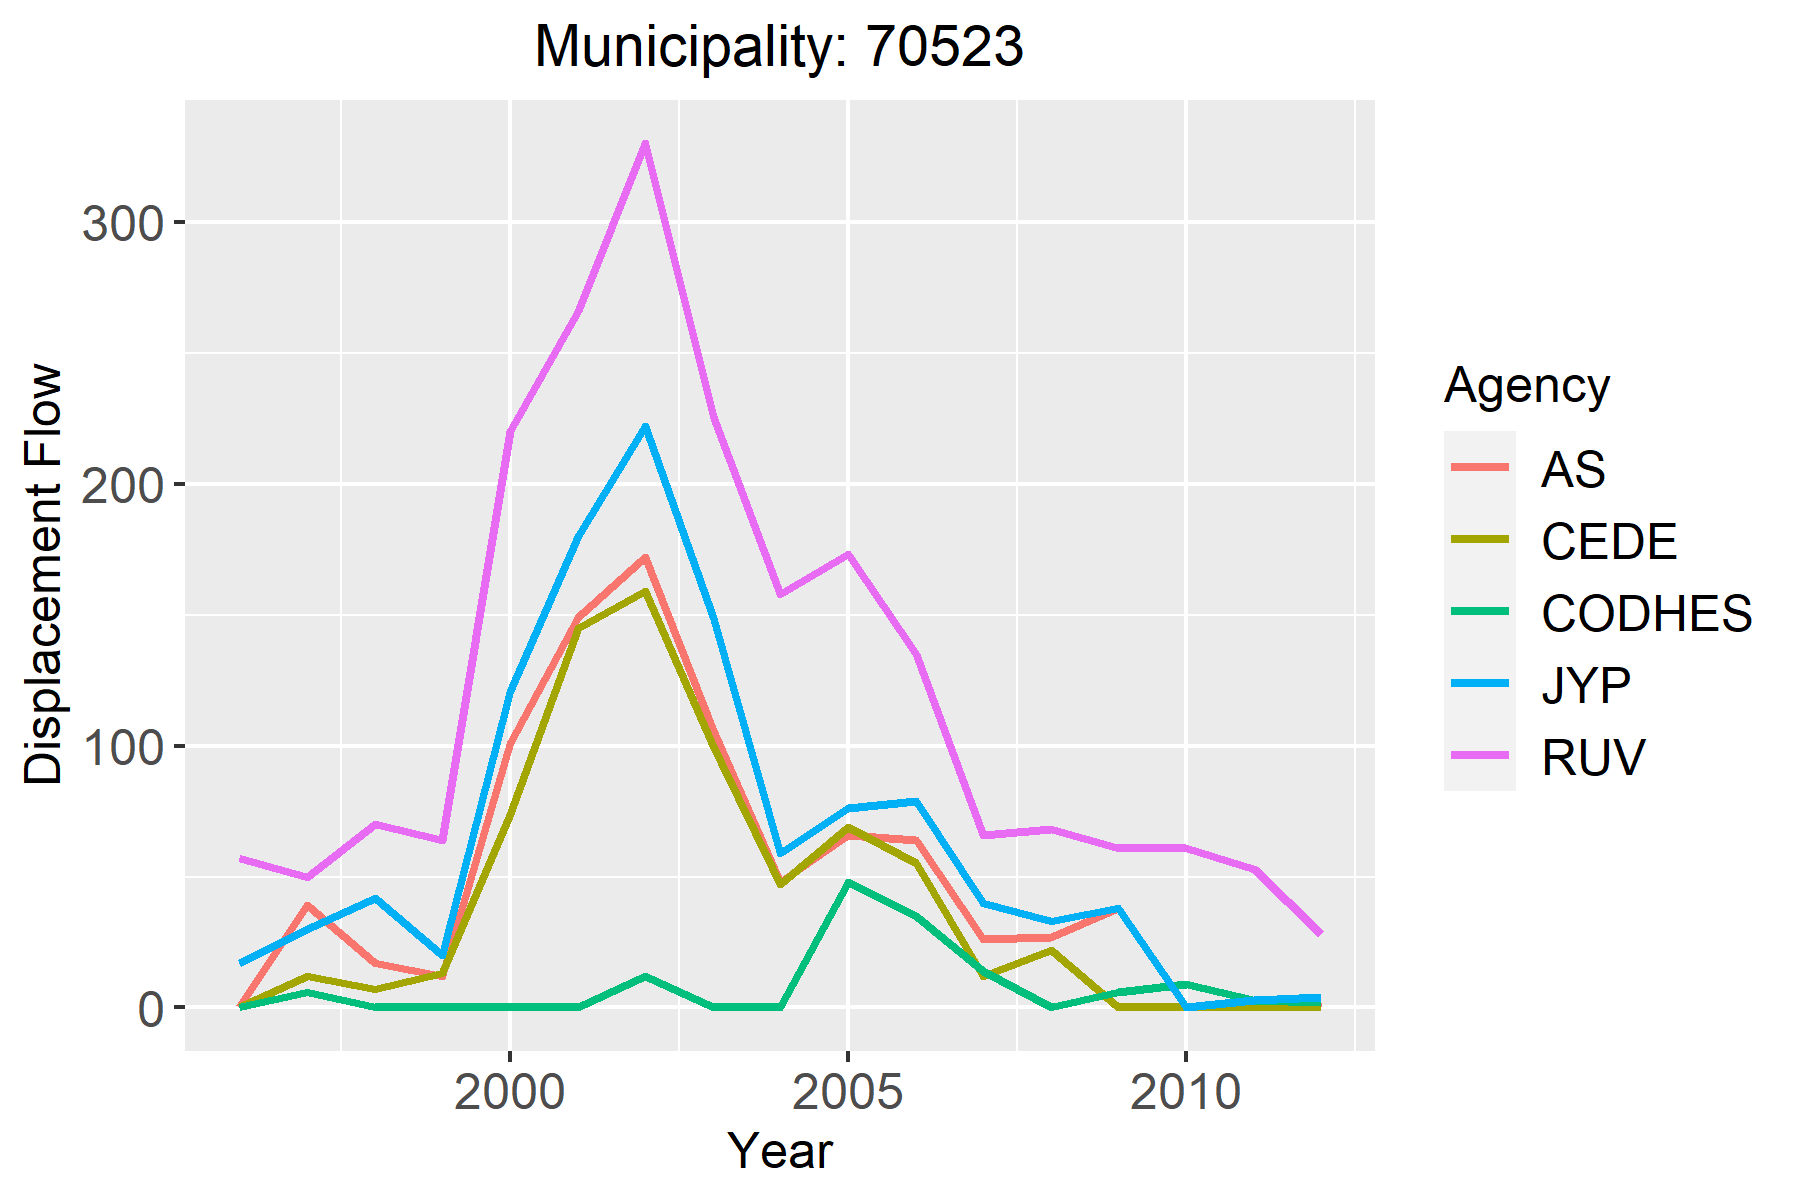 Municipality: 70523
Displacement Flow
300
200
100
0
2000 2005 2010
Year
Agency
AS
CEDE
CODHES
JYP
RUV